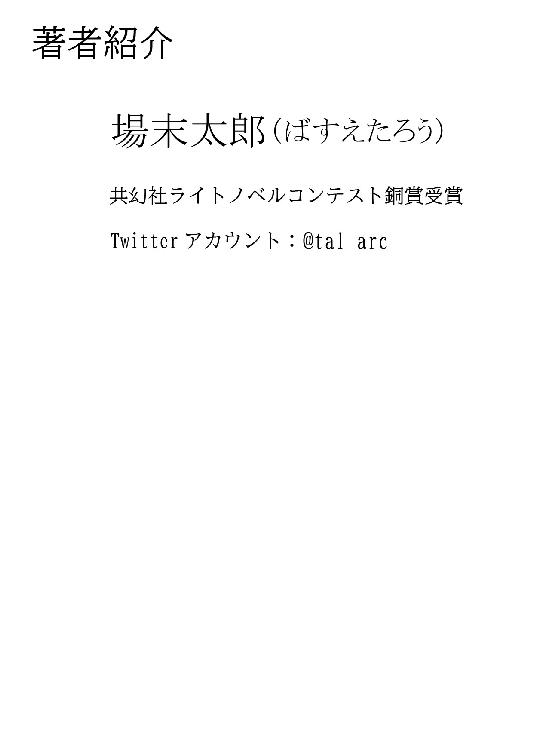 著者紹介
場末太郎(ばすえたろう)
共幻社ライトノベルコンテスト銅賞受賞
Twitterアカウント：@tal arc